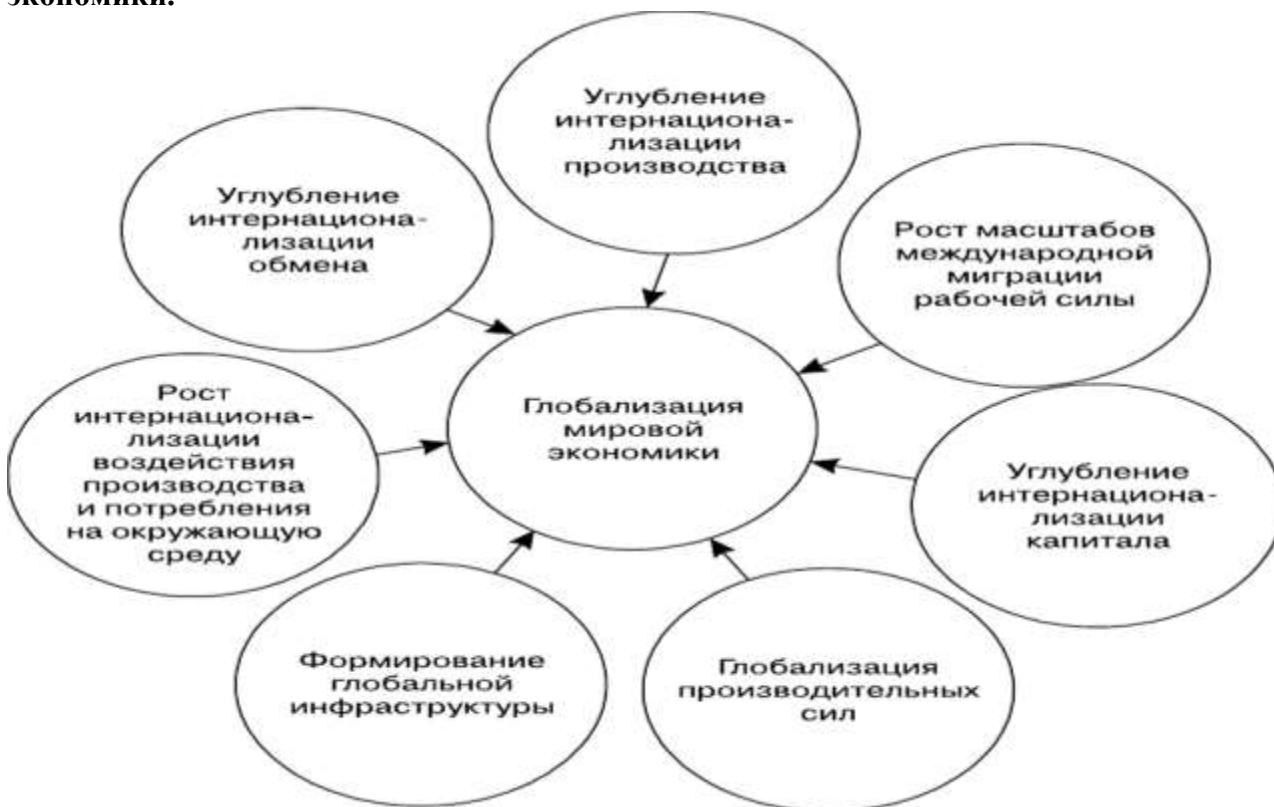 экономики.
Углубление
интернациона-
лизации
производства
Углубление
интернациона-
лизации
обмена
Рост масштабов
международной
миграции
рабочей силы
Рост
интернациона-
лизации
воздействия
производства
и потребления
на окружающую
среду
Глобализация
мировой
экономики
Углубление
интернациона-
лизации
капитала
Формирование
глобальной
инфраструктуры
Глобализация
производительных
сил